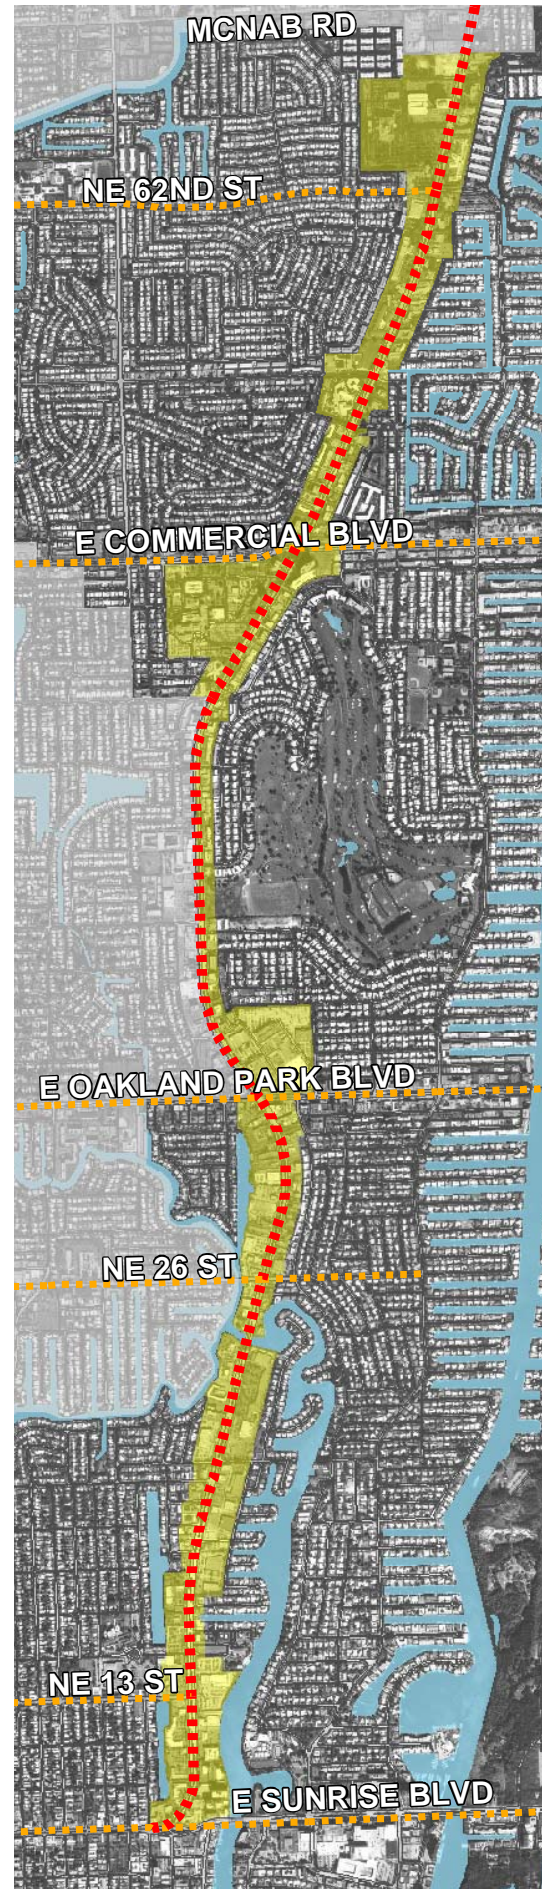 MCNAB RD
NE 62ND ST
E COMMERCIAL BLVD
E OAKLAND PARK BLVD
NE 26 ST
NE 13 ST
E SUNRISE BLVD